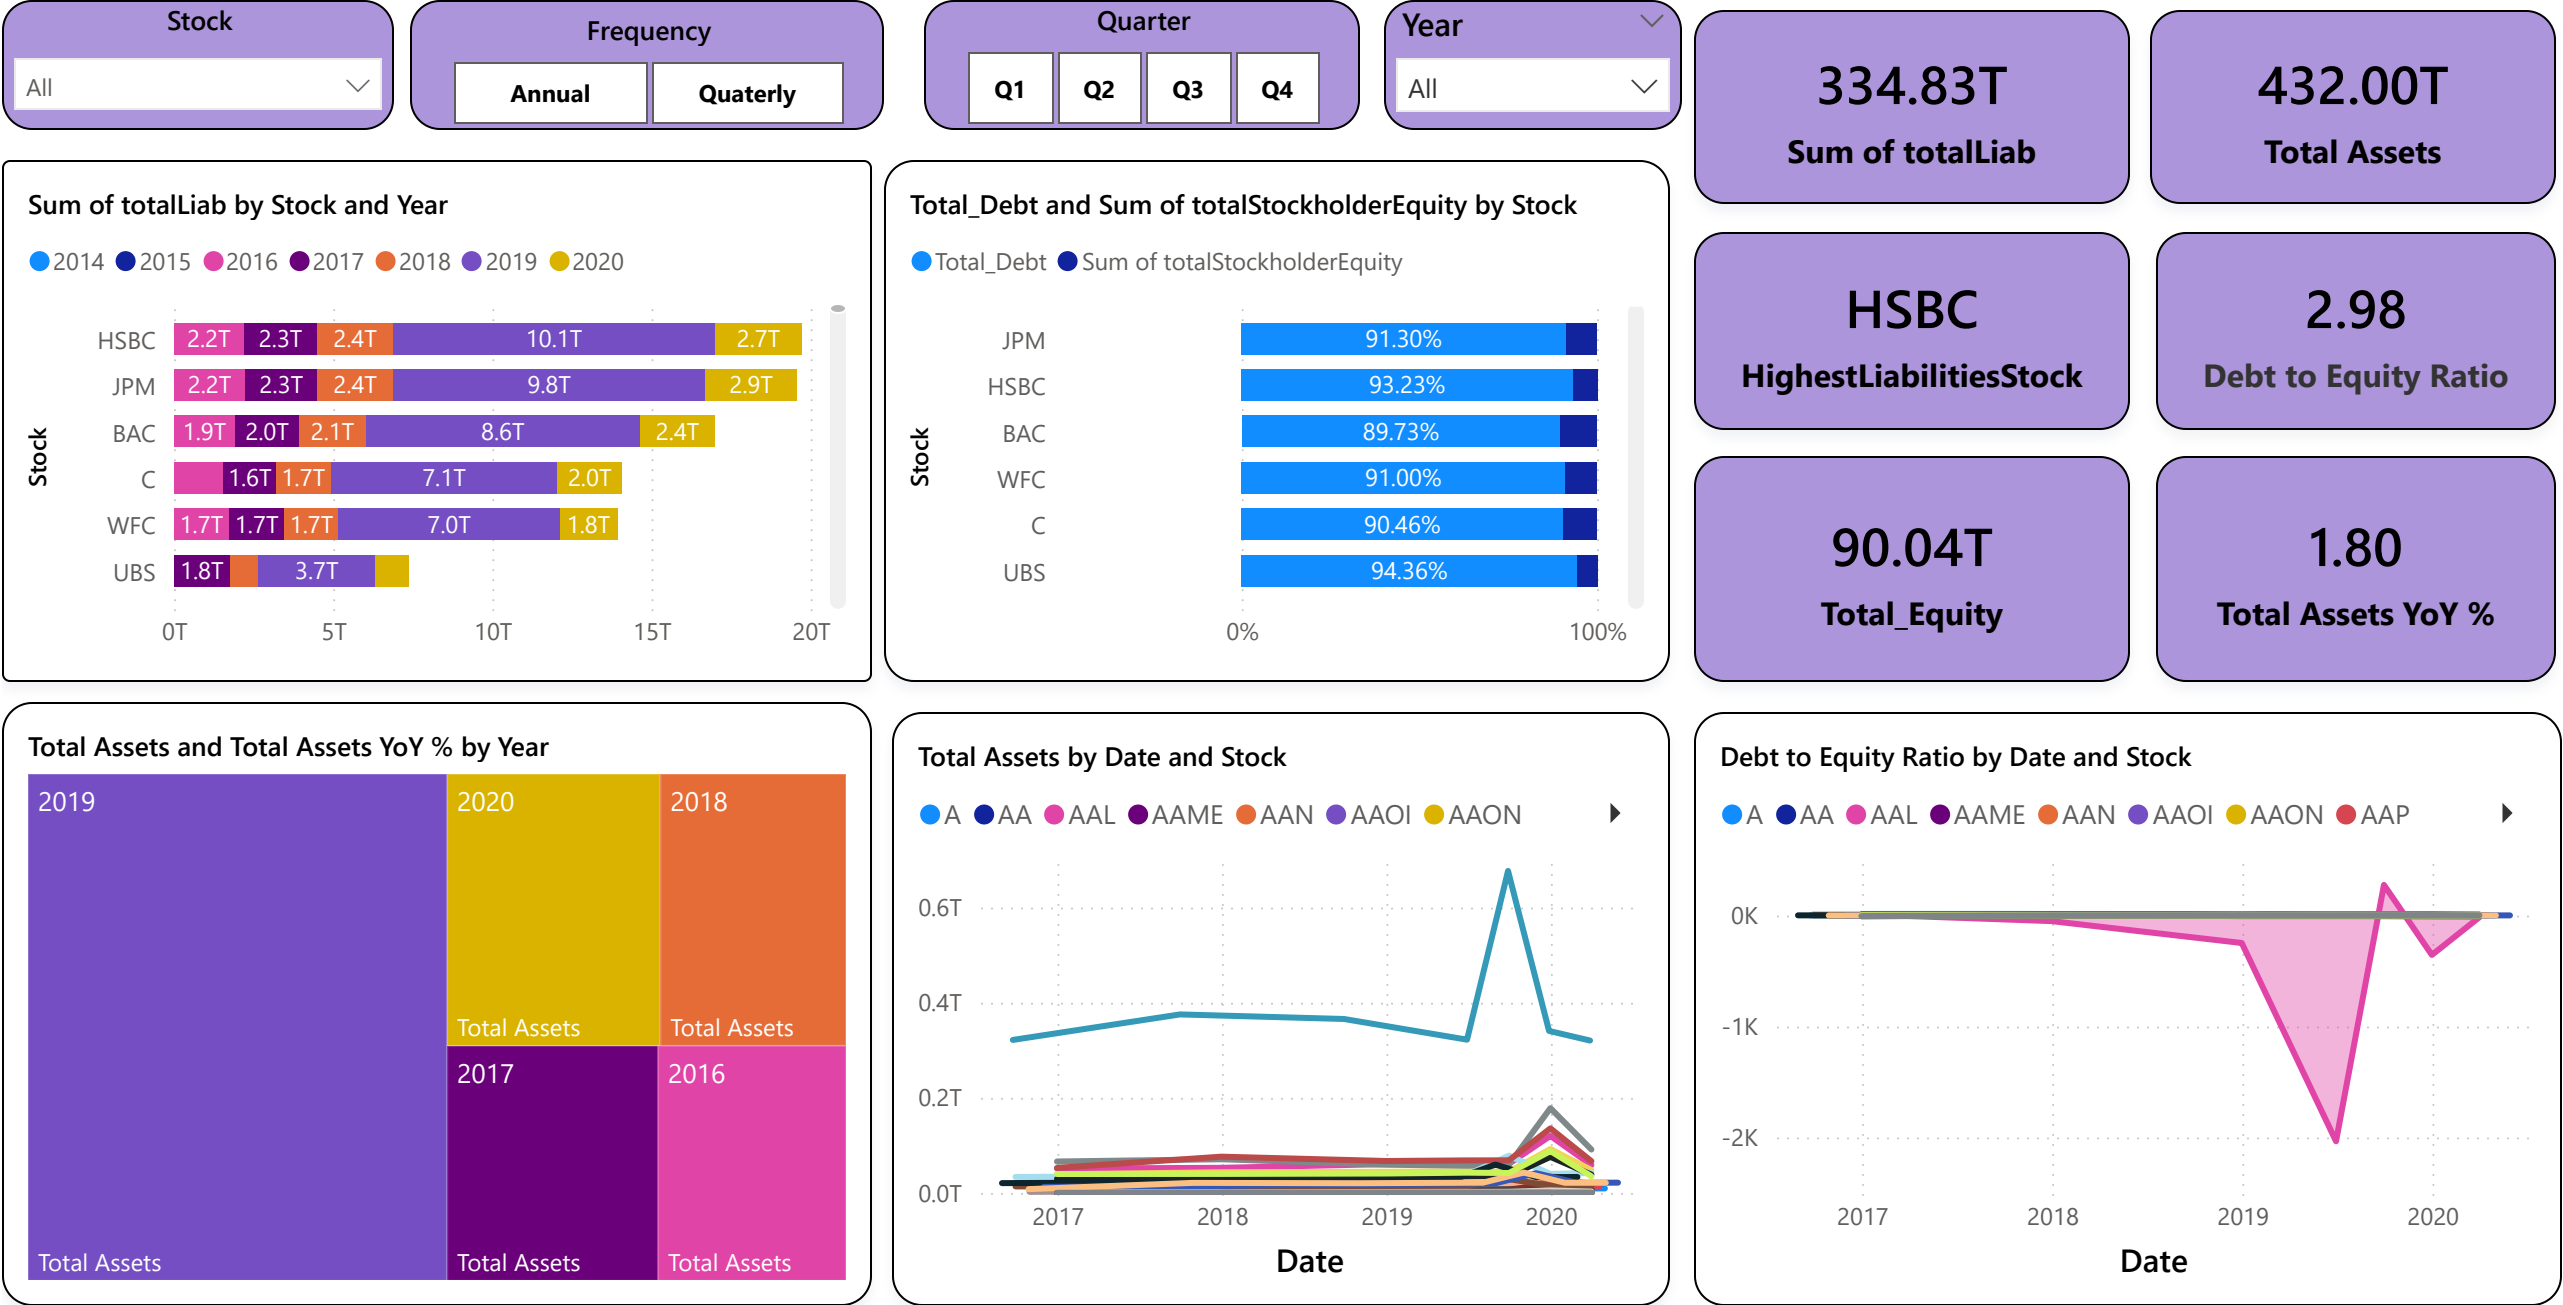 Stock
All
Frequency
Annual Quaterly
Quarter
Q1 Q2 Q3 Q4
Year
All
334.83T
Sum of totalLiab
432.00T
Total Assets
HSBC
HighestLiabilitiesStock
2.98
Debt to Equity Ratio
90.04T
Total_Equity
1.80
Total Assets YoY %
Sum of totalLiab by Stock and Year
2014 2015 2016 2017 2018 2019 2020
Stock
HSBC 2.2T 2.3T 2.4T 10.1T 2.7T
JPM 2.2T 2.3T 2.4T 9.8T 2.9T
BAC 1.9T 2.0T 2.1T 8.6T 2.4T
C 1.6T 1.7T 7.1T 2.0T
WFC 1.7T 1.7T 1.7T 7.0T 1.8T
UBS 1.8T 3.7T
0T 5T 10T 15T 20T
Total_Debt and Sum of totalStockholderEquity by Stock
Total_Debt Sum of totalStockholderEquity
Stock
JPM 91.30%
HSBC 93.23%
BAC 89.73%
WFC 91.00%
C 90.46%
UBS 94.36%
0% 100%
Total Assets and Total Assets YoY % by Year
2019
Total Assets
2020
Total Assets
2018
Total Assets
2017
Total Assets
2016
Total Assets
Total Assets by Date and Stock
A AA AAL AAME AAN AAOI AAON
0.6T
0.4T
0.2T
0.0T
2017 2018 2019 2020
Date
Debt to Equity Ratio by Date and Stock
A AA AAL AAME AAN AAOI AAON AAP
0K
-1K
-2K
2017 2018 2019 2020
Date